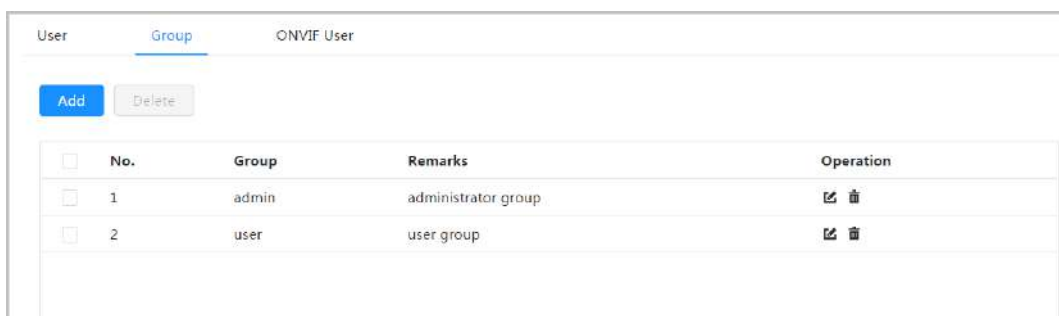 User Group ONVIF User
Add Delete
No. Group Remarks Operation
1 admin administrator group
2 user user group